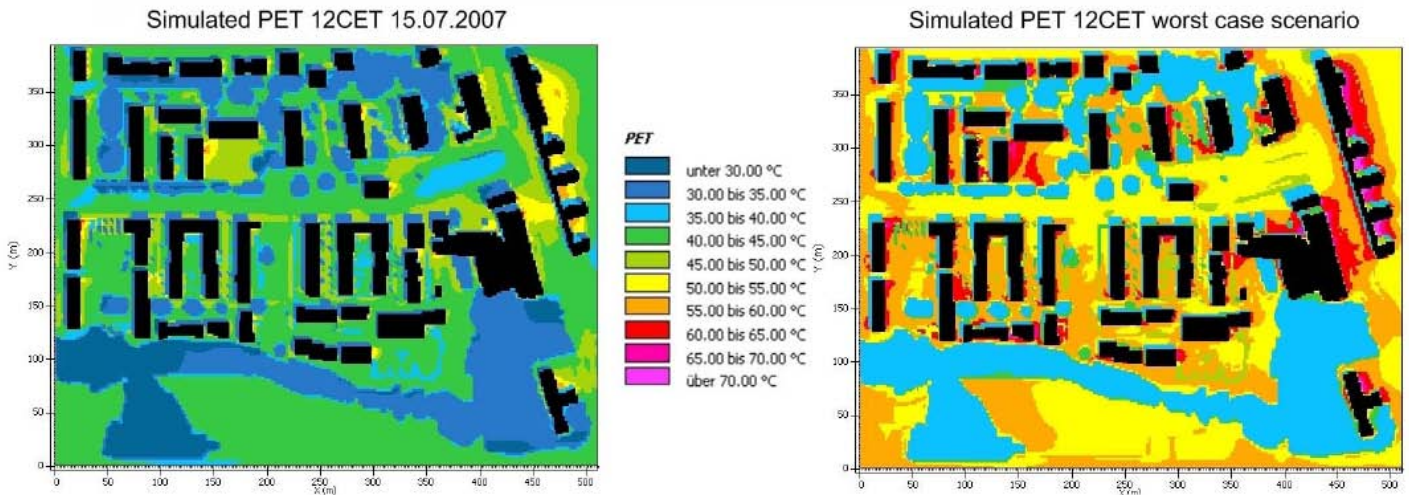 Simulated PET 12CET 15.07.2007
Simulated PET 12CET worst case scenario
350
300
250
200
150
100
50
0
Y (m)
0 50 100 150 200 250 300 350 400 450 500
X (m)
PET
unter 30.00 °C
30.00 bis 35.00 °C
35.00 bis 40.00 °C
40.00 bis 45.00 °C
45.00 bis 50.00 °C
50.00 bis 55.00 °C
55.00 bis 60.00 °C
60.00 bis 65.00 °C
65.00 bis 70.00 °C
über 70.00 °C
350
300
250
200
150
100
50
0
Y (m)
0 50 100 150 200 250 300 350 400 450 500